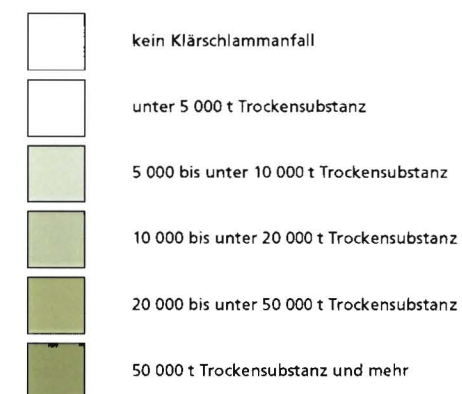 kein Klärschlammanfall
unter 5 000 t Trockensubstanz
5 000 bis unter 10 000 t Trockensubstanz
10 000 bis unter 20 000 t Trockensubstanz
20 000 bis unter 50 000 t Trockensubstanz
50 000 t Trockensubstanz und mehr